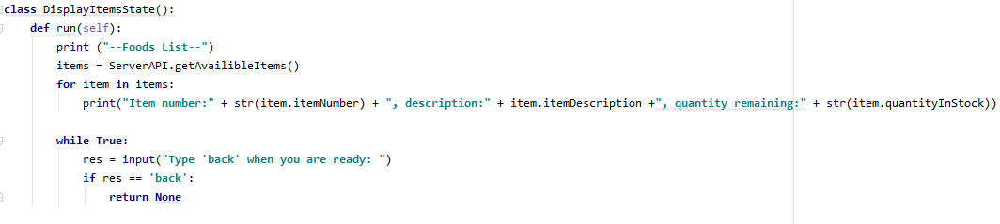 class DisplayItemsState():
    def run(self):
        print ("--Foods List--")
        items = ServerAPI.getAvailibleItems()
        for item in items:
            print("Item number:" + str(item.itemNumber) + ", description:" + item.itemDescription +", quantity remaining:" + str(item.quantityInStock))
        while True:
            res = input("Type 'back' when you are ready: ")
            if res == 'back':
                return None